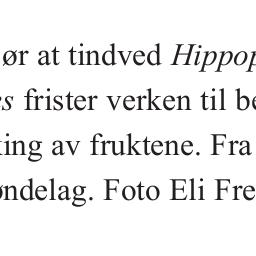 ør at tindved Hippop
es frister verken til be
king av fruktene. Fra
øndelag. Foto Eli Fre